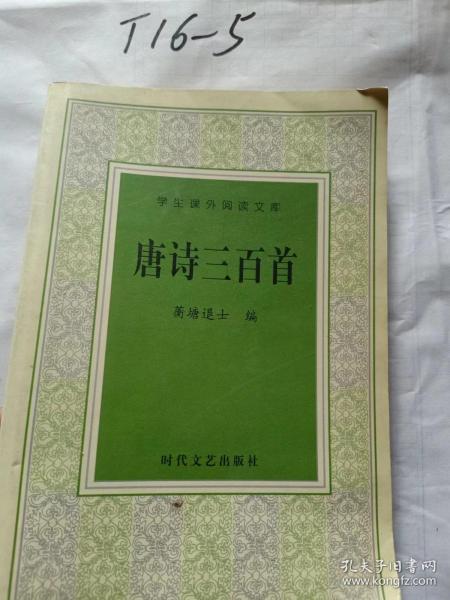 T16-5
学生课外阅读文库
唐诗三百首
蘅塘退士 编
时代文艺出版社
孔夫子旧书网
www.kongfz.com